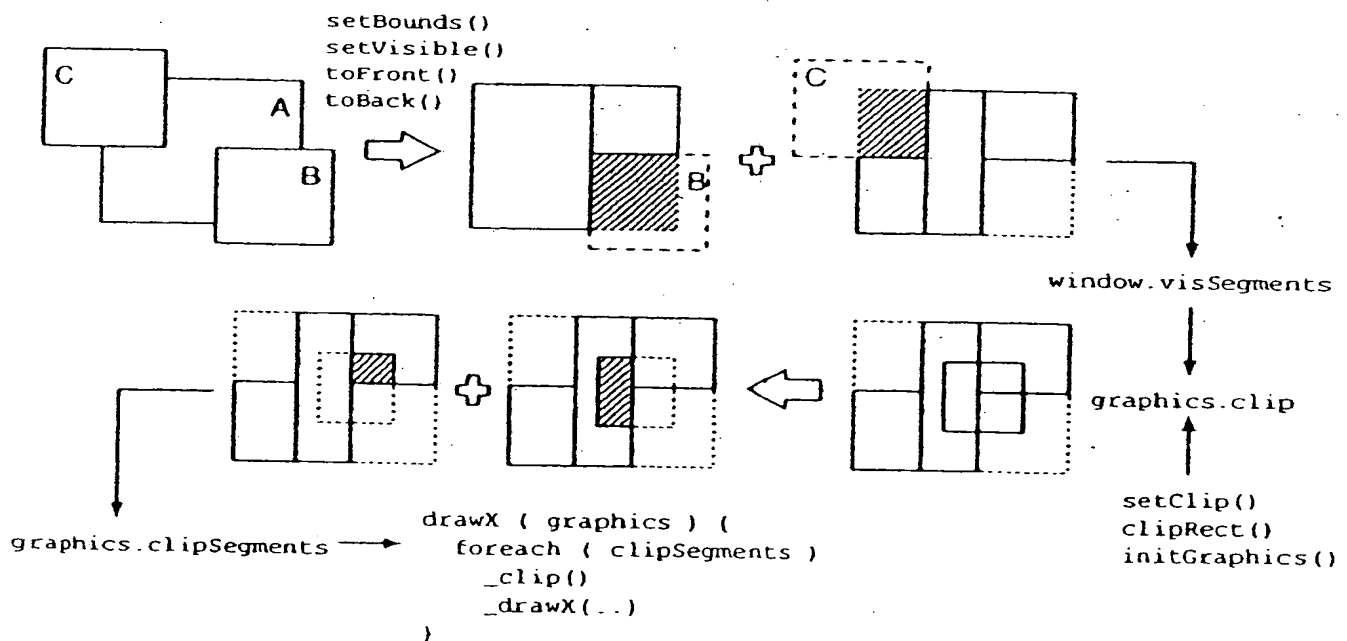 setBounds()
setVisible()
toFront()
toBack()
C
A
B
B
C
window.visSegments
graphics.clip
setClip()
clipRect()
initGraphics()
graphics.clipSegments
drawX ( graphics ) {
foreach ( clipSegments )
_clip()
_drawX(..)
}